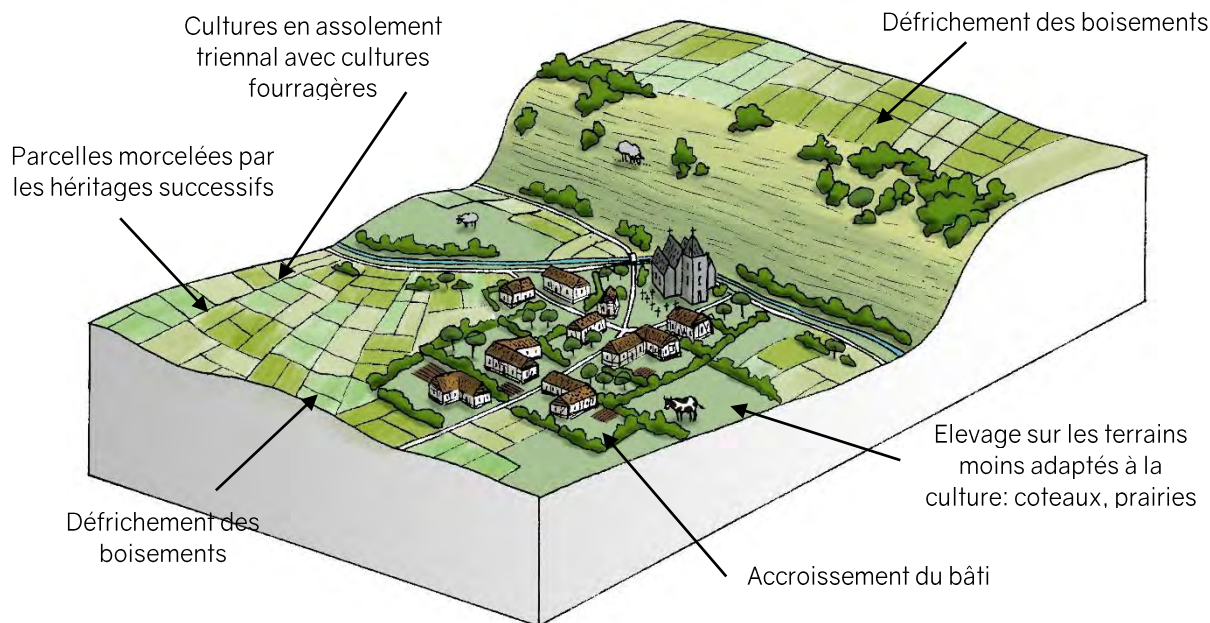 Cultures en assolement
triennal avec cultures
fourragères
Défrichement des boisements
Parcelles morcelées par
les héritages successifs
Elevage sur les terrains
moins adaptés à la
culture: coteaux, prairies
Défrichement des
boisements
Accroissement du bâti